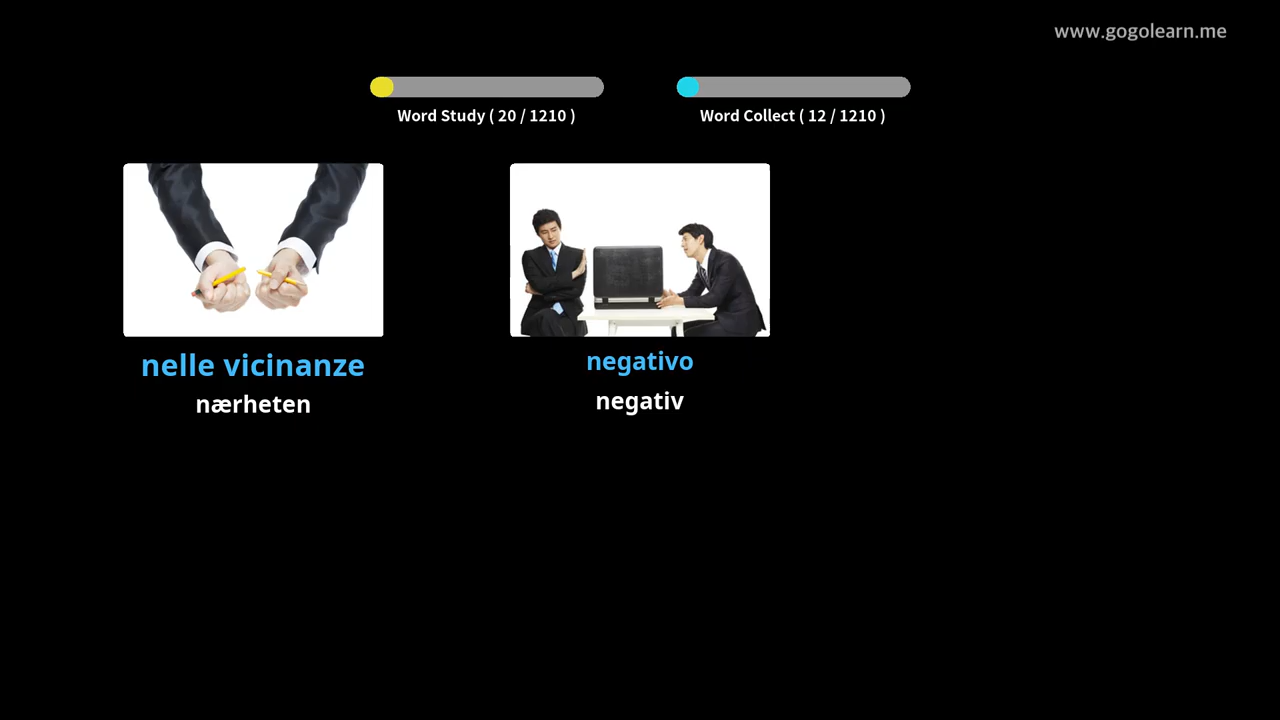 www.gogolearn.me
Word Study ( 20 / 1210 )
Word Collect ( 12 / 1210 )
nelle vicinanze
nærheten
negativo
negativ